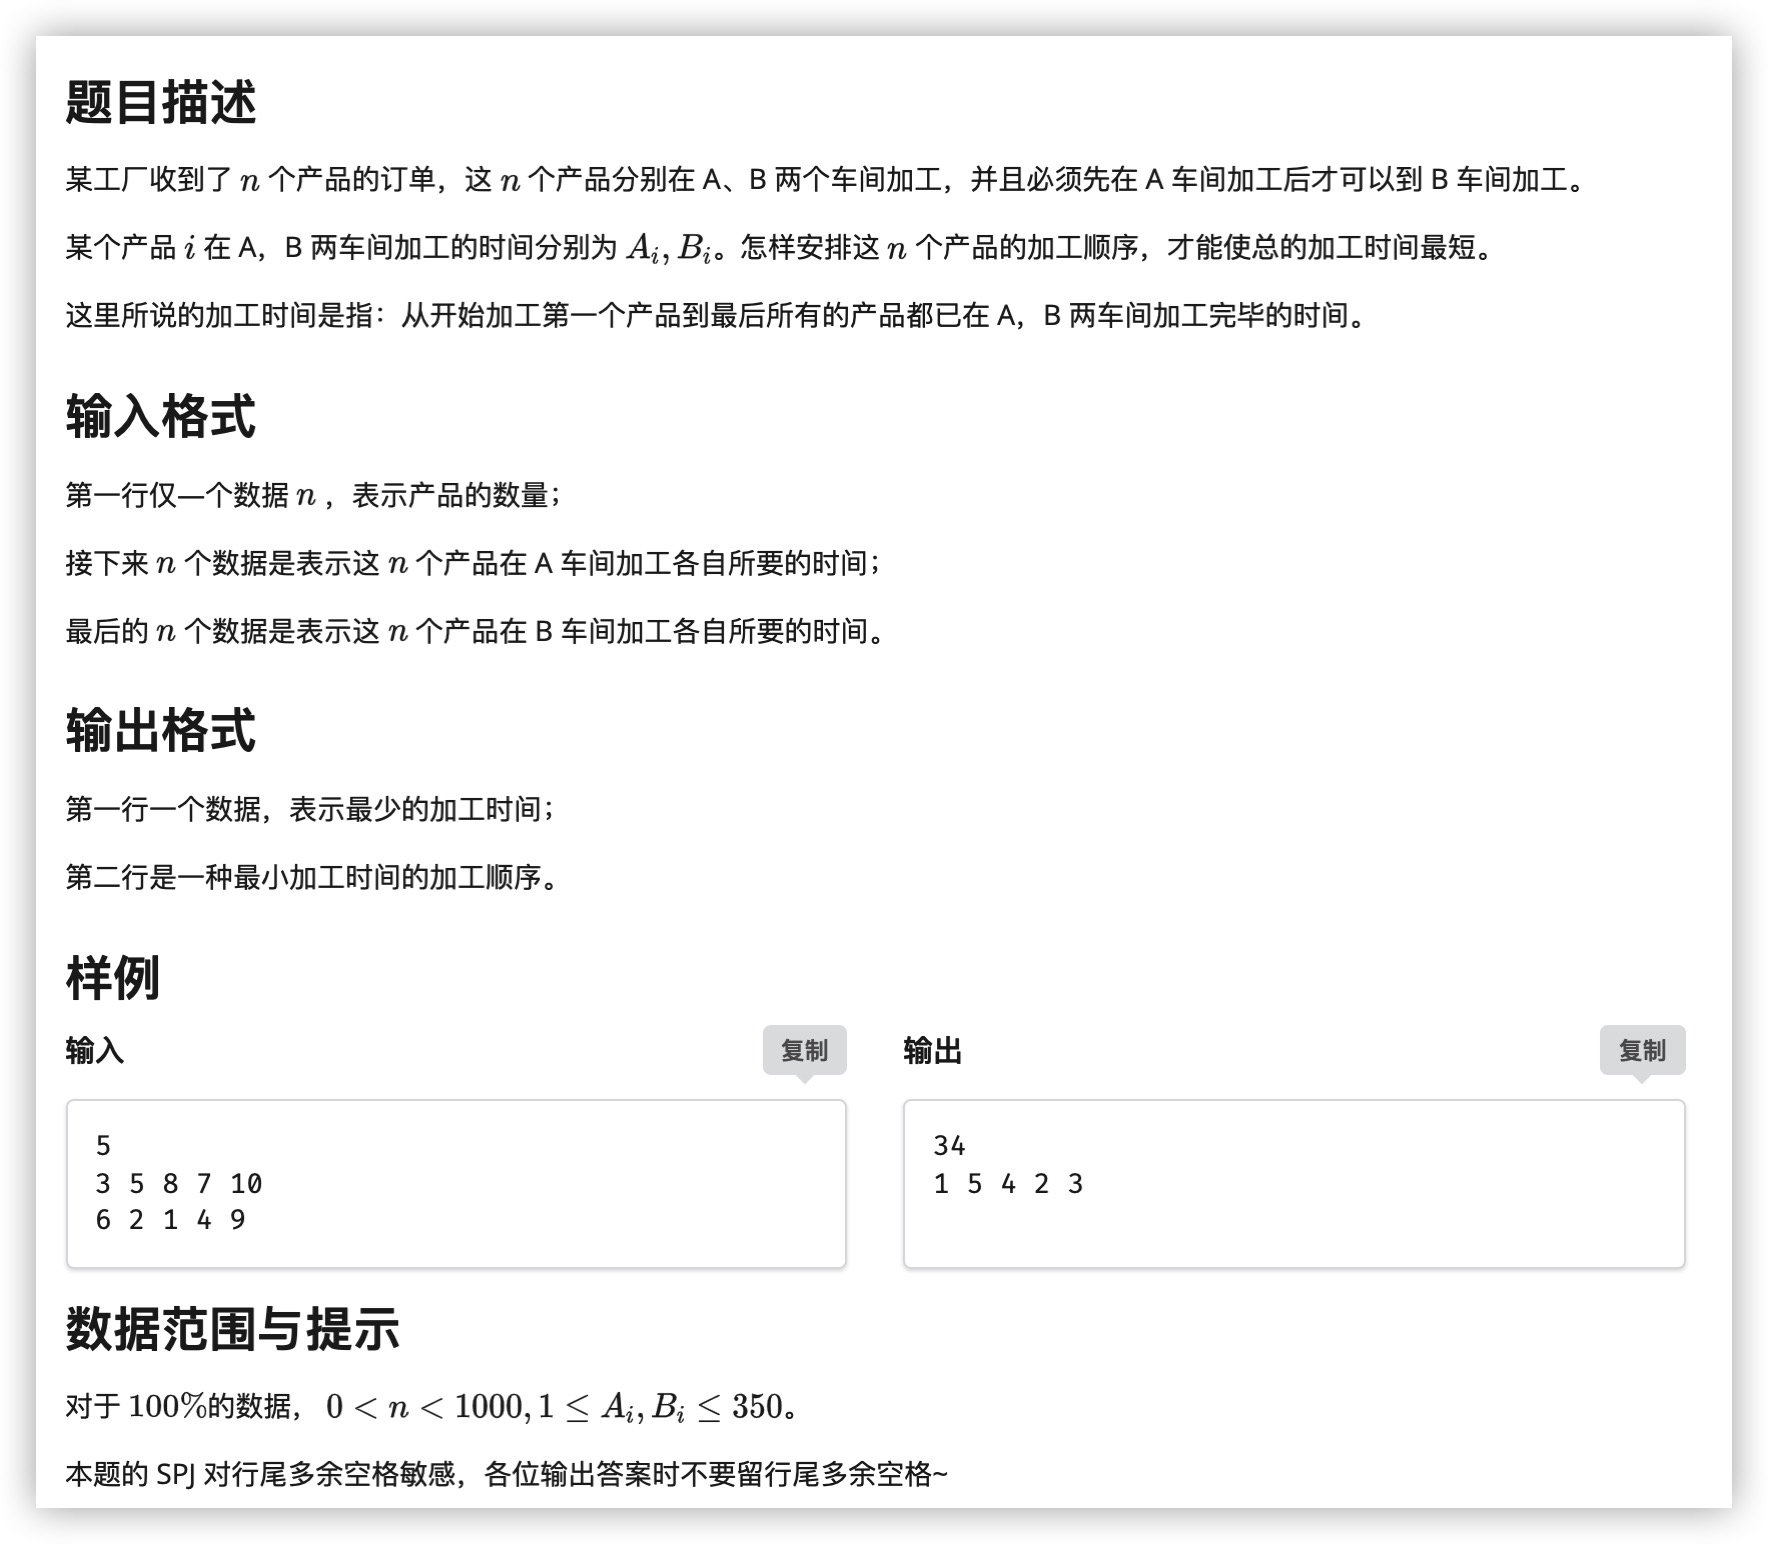 题目描述
某工厂收到了 n 个产品的订单，这 n 个产品分别在 A、B 两个车间加工，并且必须先在 A 车间加工后才可以到 B 车间加工。
某个产品 i 在 A，B 两车间加工的时间分别为 A_i, B_i。怎样安排这 n 个产品的加工顺序，才能使总的加工时间最短。
这里所说的加工时间是指：从开始加工第一个产品到最后所有的产品都已在 A，B 两车间加工完毕的时间。
输入格式
第一行仅—个数据 n ，表示产品的数量；
接下来 n 个数据是表示这 n 个产品在 A 车间加工各自所要的时间；
最后的 n 个数据是表示这 n 个产品在 B 车间加工各自所要的时间。
输出格式
第一行一个数据，表示最少的加工时间；
第二行是一种最小加工时间的加工顺序。
样例
输入 复制 输出 复制
5
3 5 8 7 10
6 2 1 4 9
34
1 5 4 2 3
数据范围与提示
对于 100%的数据， 0 < n < 1000, 1 ≤ A_i, B_i ≤ 350。
本题的 SPJ 对行尾多余空格敏感，各位输出答案时不要留行尾多余空格~